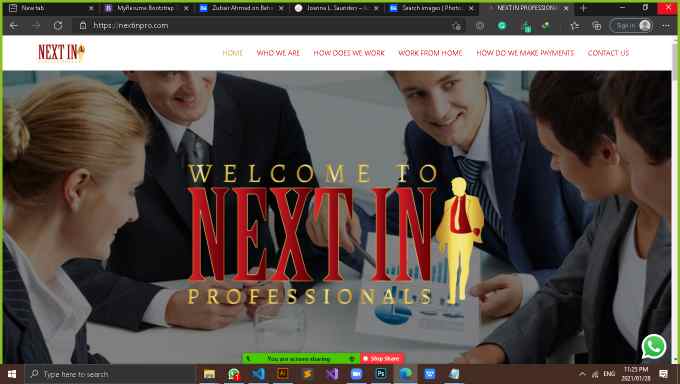 New tab
MyResume Bootstrap
Zubair Ahmed on Beh
Joanna L. Saunders –
Search images | Photo
NEXT IN PROFESSION
https://nextinpro.com
Sign in
NEXT IN
HOME
WHO WE ARE
HOW DOES WE WORK
WORK FROM HOME
HOW DO WE MAKE PAYMENTS
CONTACT US
WELCOME TO
NEXT IN
PROFESSIONALS
You are screen sharing
Stop Share
Type here to search
ENG
11:25 PM
2021/01/28